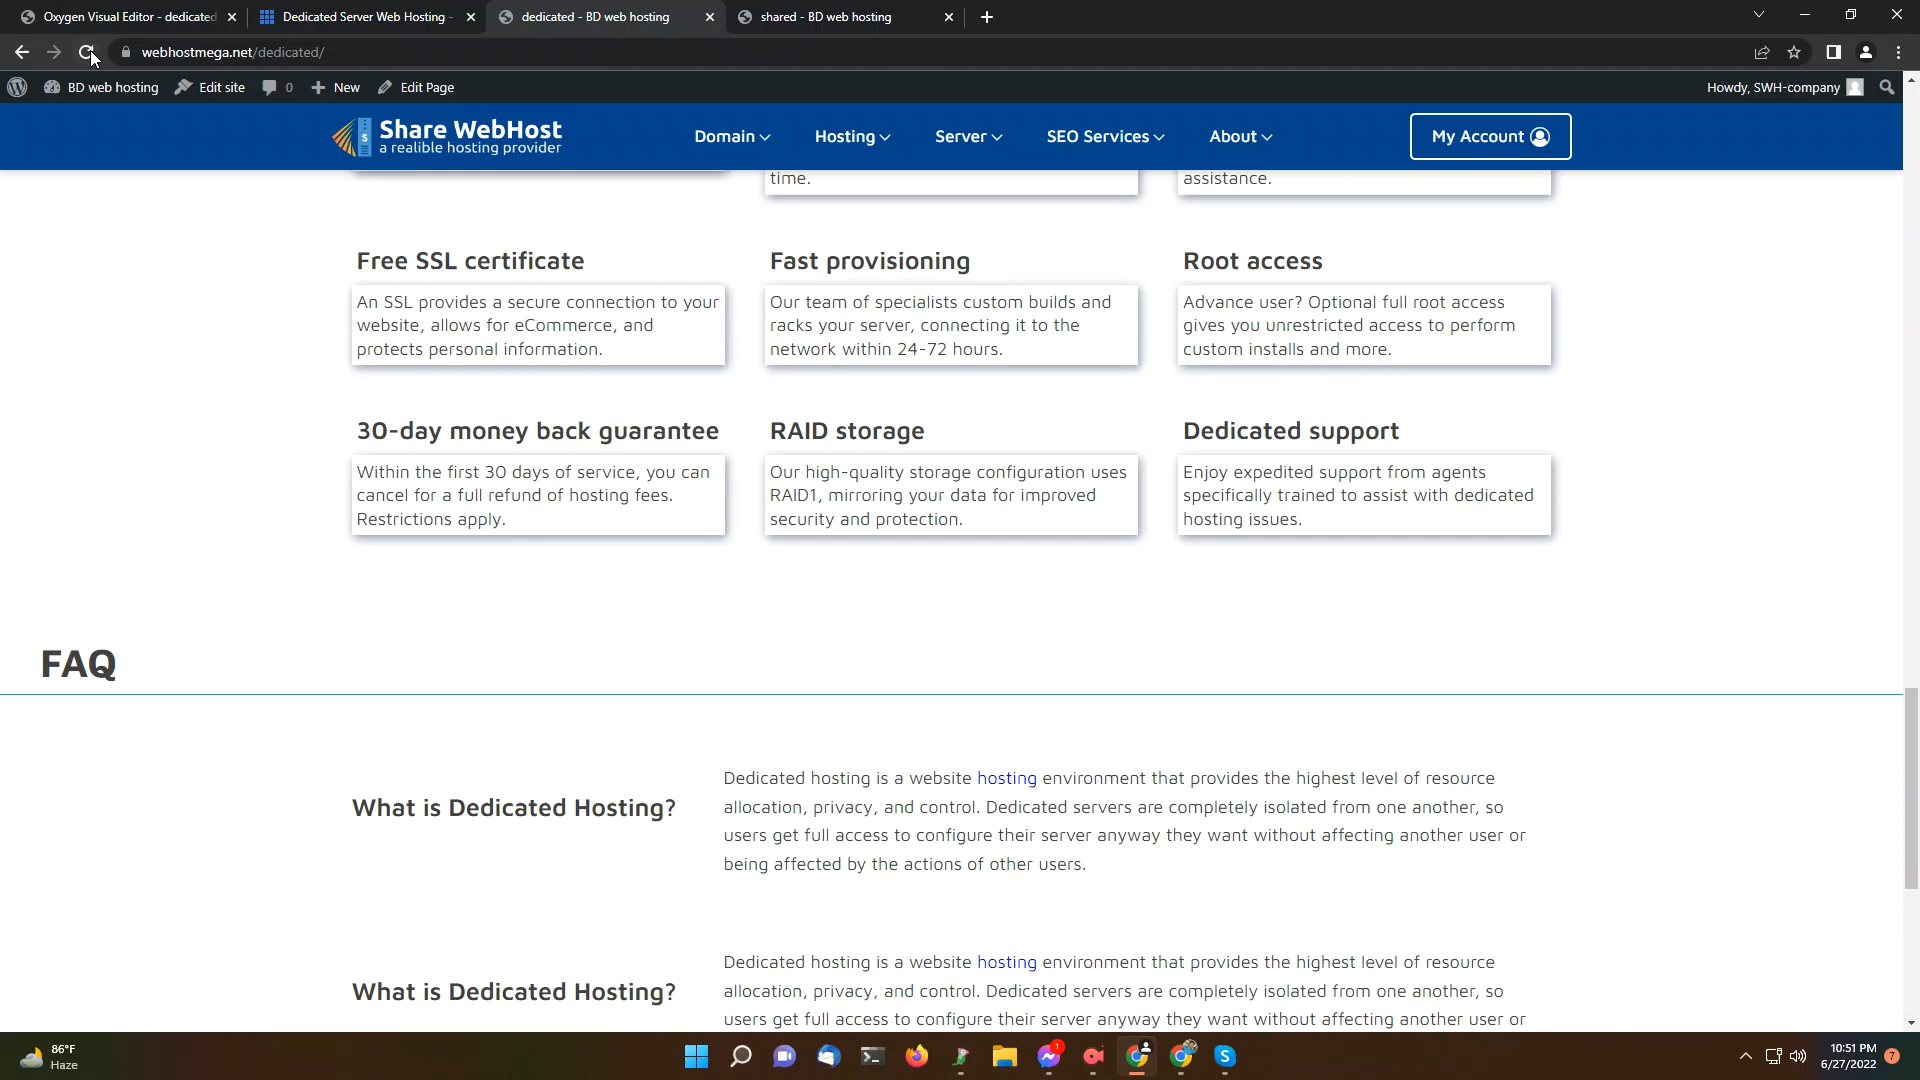 Oxygen Visual Editor - dedicated
Dedicated Server Web Hosting -
dedicated - BD web hosting
shared - BD web hosting
webhostmega.net/dedicated/
BD web hosting
Edit site
0
New
Edit Page
Howdy, SWH-company
Share WebHost
a realible hosting provider
Domain
Hosting
Server
SEO Services
About
My Account
time.
assistance.
Free SSL certificate
An SSL provides a secure connection to your
website, allows for eCommerce, and
protects personal information.
Fast provisioning
Our team of specialists custom builds and
racks your server, connecting it to the
network within 24-72 hours.
Root access
Advance user? Optional full root access
gives you unrestricted access to perform
custom installs and more.
30-day money back guarantee
Within the first 30 days of service, you can
cancel for a full refund of hosting fees.
Restrictions apply.
RAID storage
Our high-quality storage configuration uses
RAID1, mirroring your data for improved
security and protection.
Dedicated support
Enjoy expedited support from agents
specifically trained to assist with dedicated
hosting issues.
FAQ
What is Dedicated Hosting?
Dedicated hosting is a website hosting environment that provides the highest level of resource
allocation, privacy, and control. Dedicated servers are completely isolated from one another, so
users get full access to configure their server anyway they want without affecting another user or
being affected by the actions of other users.
What is Dedicated Hosting?
Dedicated hosting is a website hosting environment that provides the highest level of resource
allocation, privacy, and control. Dedicated servers are completely isolated from one another, so
users get full access to configure their server anyway they want without affecting another user or
86°F
Haze
1
10:51 PM
6/27/2022
7